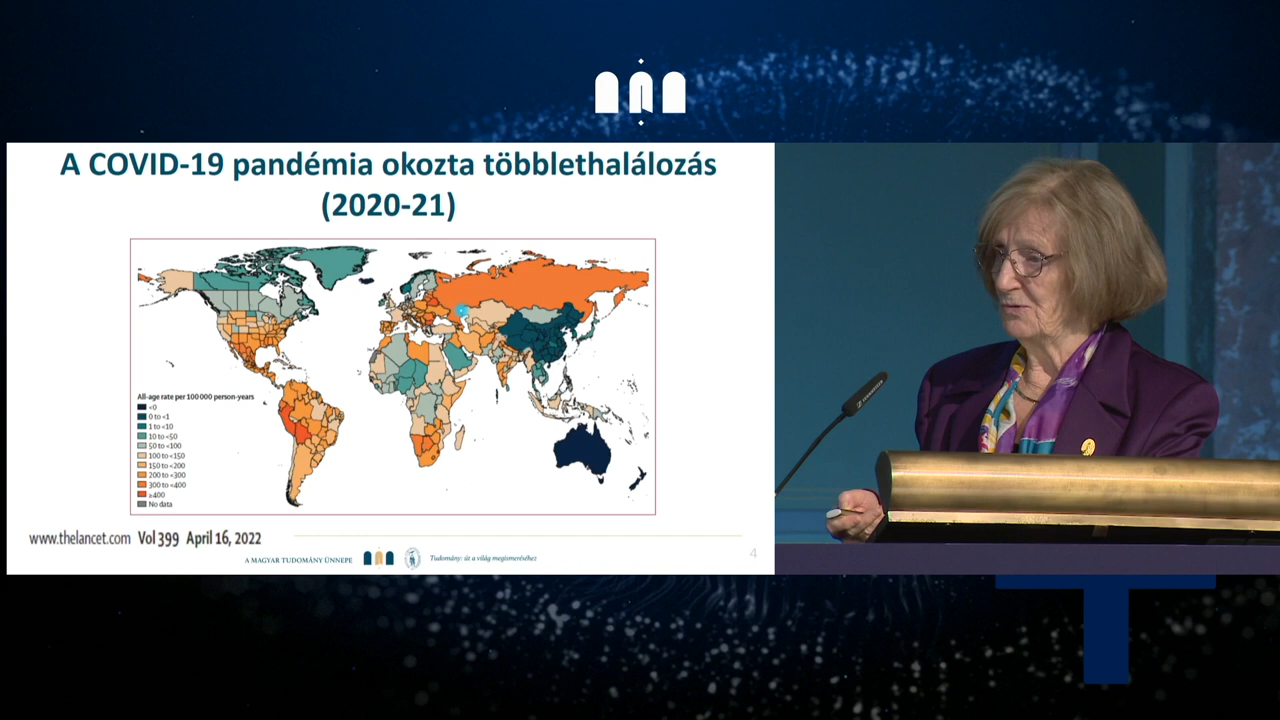 A COVID-19 pandémia okozta többlethalálozás
(2020-21)
All-age rate per 100 000 person-years
<0
0 to <1
1 to <10
10 to <50
50 to <100
100 to <150
150 to <200
200 to <300
300 to <400
≥400
No data
www.thelancet.com Vol 399 April 16, 2022
A MAGYAR TUDOMÁNY ÜNNEPE
Tudomány: út a világ megismeréséhez
4